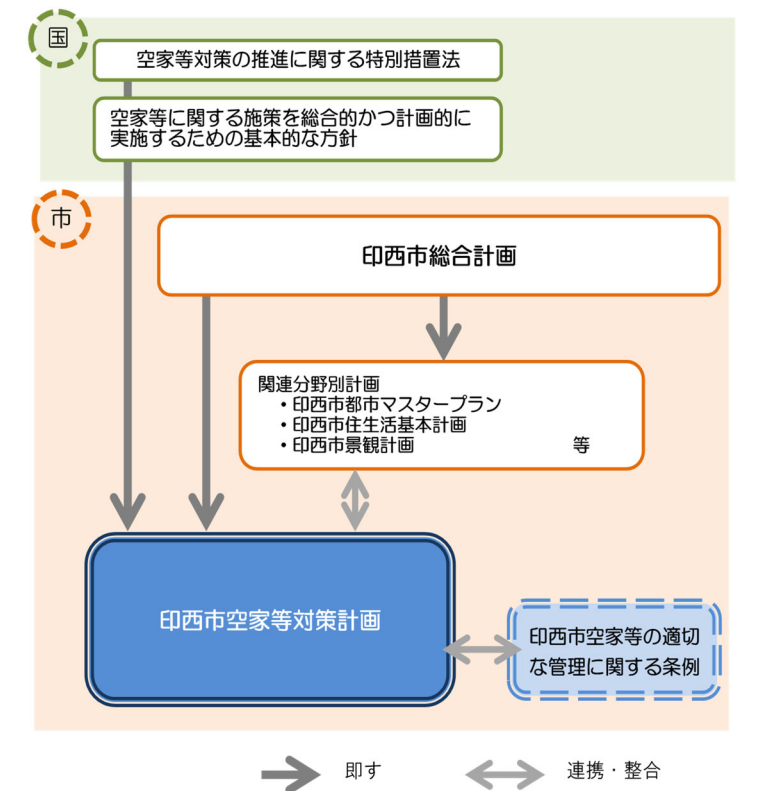 国
空家等対策の推進に関する特別措置法
空家等に関する施策を総合的かつ計画的に
実施するための基本的な方針
市
印西市総合計画
関連分野別計画
・印西市都市マスタープラン
・印西市住生活基本計画
・印西市景観計画 等
印西市空家等対策計画
印西市空家等の適切
な管理に関する条例
即す
連携・整合